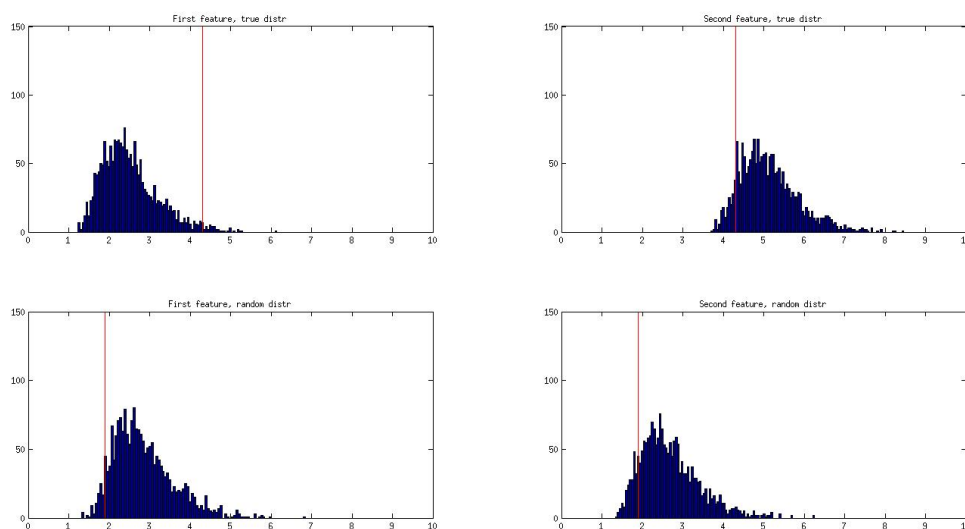 First feature, true distr
150
100
50
0
0 1 2 3 4 5 6 7 8 9 10
Second feature, true distr
150
100
50
0
0 1 2 3 4 5 6 7 8 9
First feature, random distr
150
100
50
0
0 1 2 3 4 5 6 7 8 9 10
Second feature, random distr
150
100
50
0
0 1 2 3 4 5 6 7 8 9